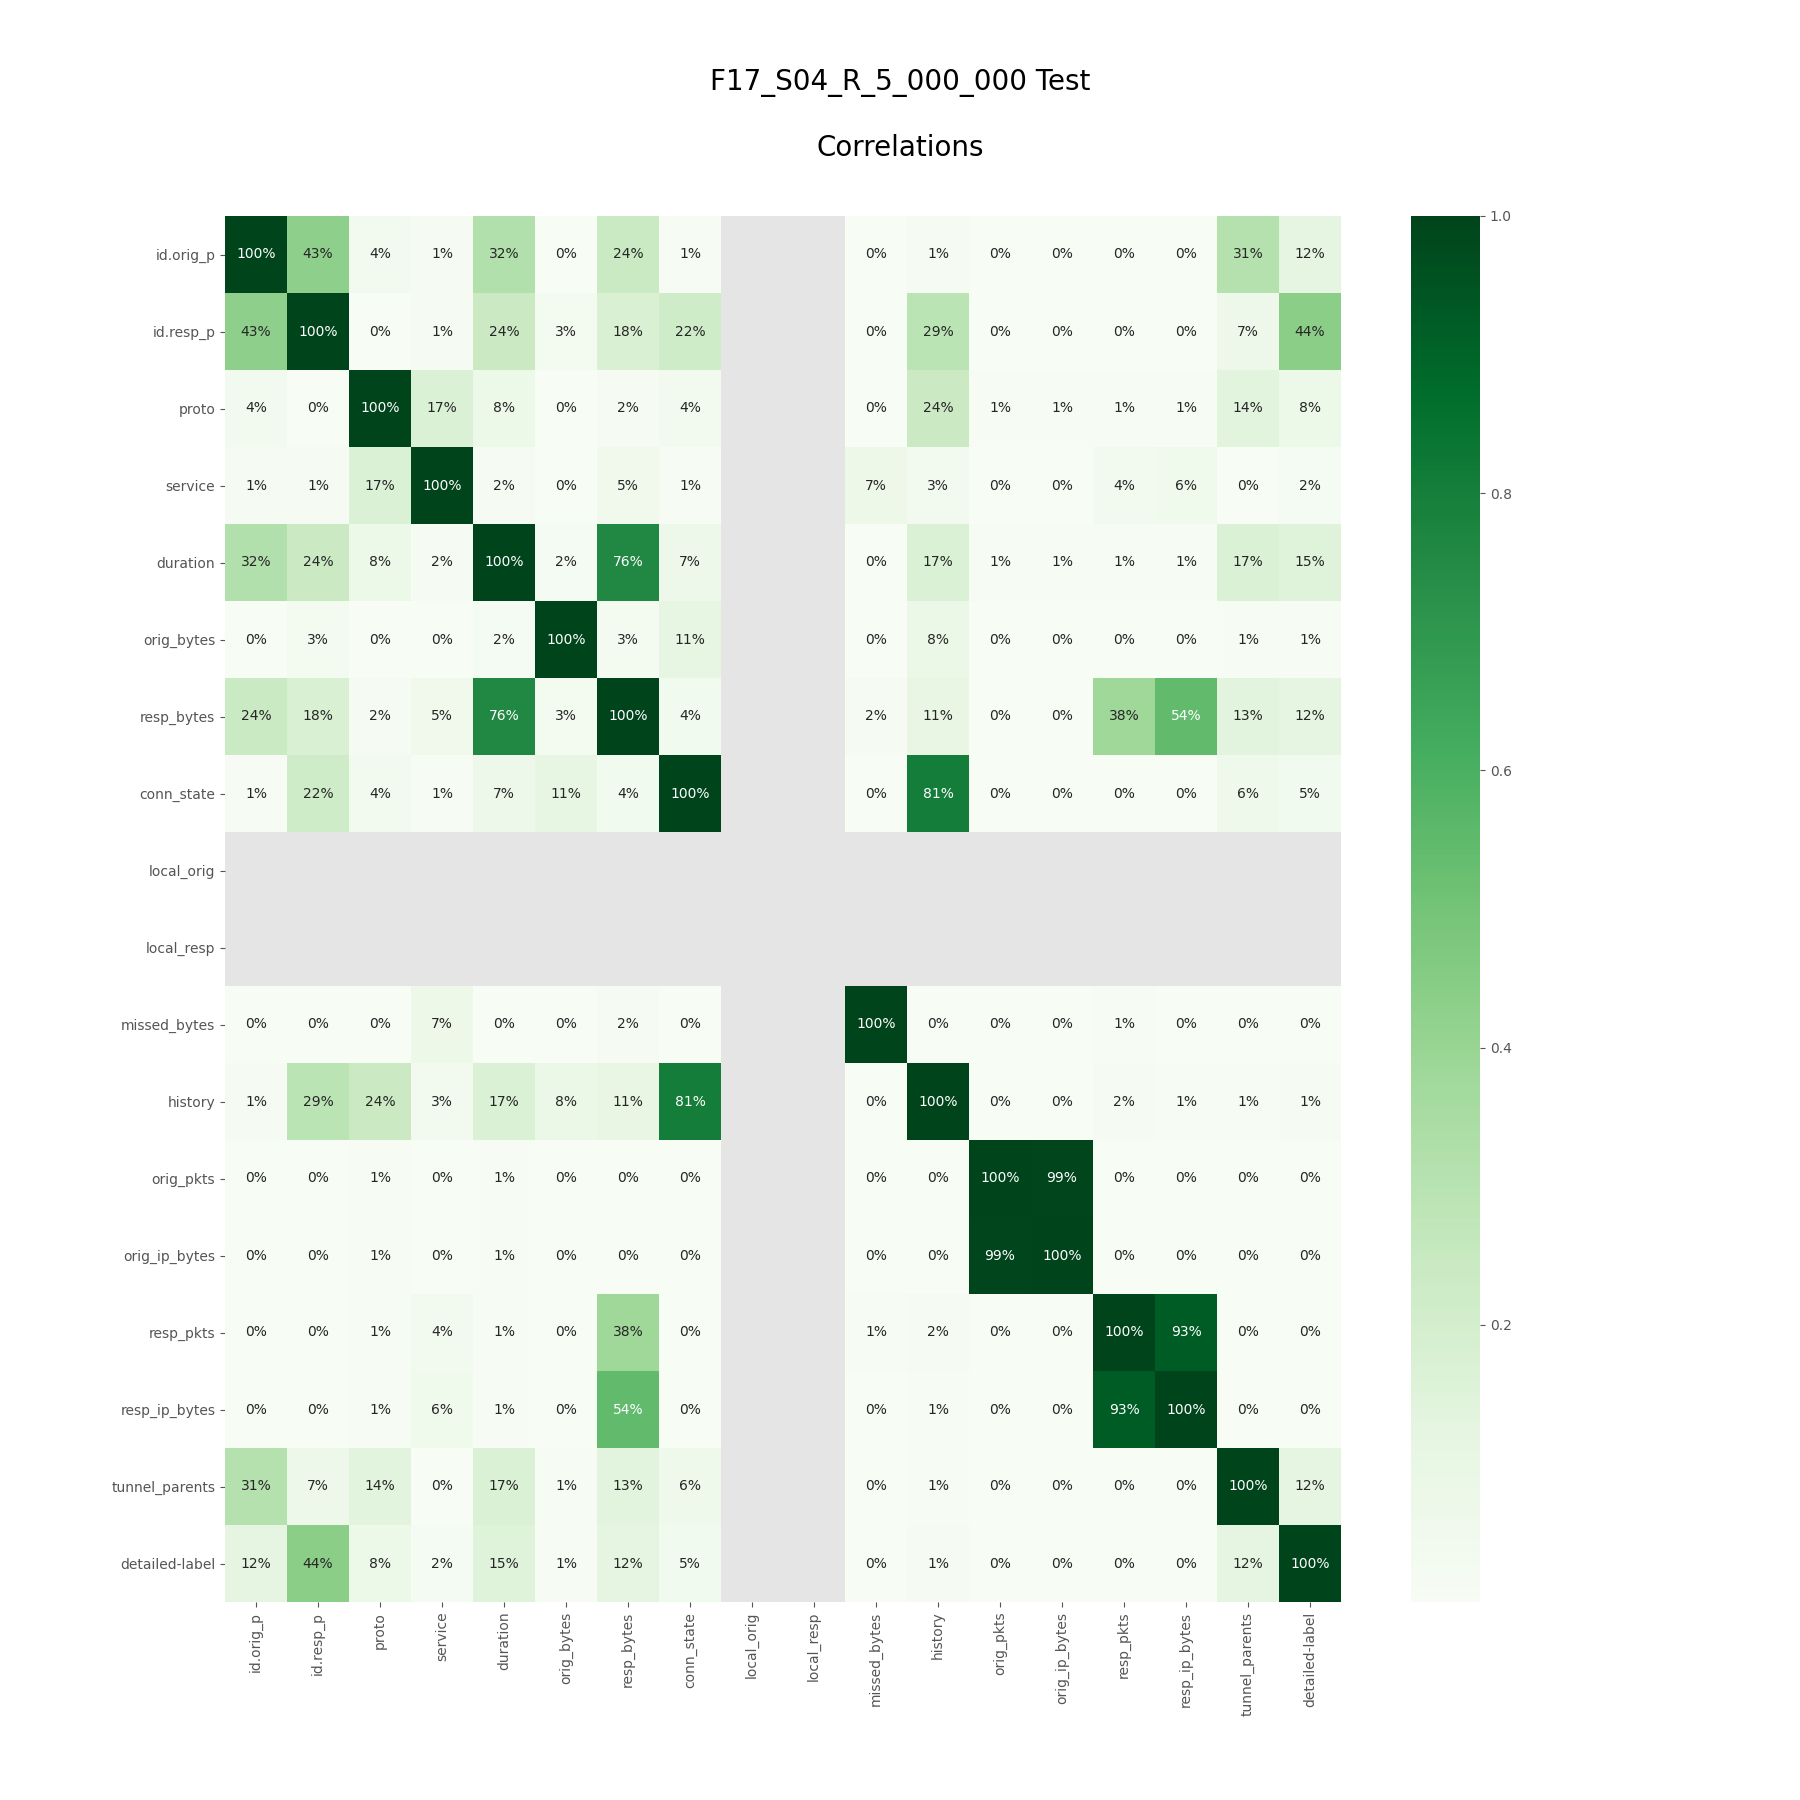 F17_S04_R_5_000_000 Test
Correlations
id.orig_p 100% 43% 4% 1% 32% 0% 24% 1% 0% 1% 0% 0% 0% 0% 31% 12%
id.resp_p 43% 100% 0% 1% 24% 3% 18% 22% 0% 29% 0% 0% 0% 0% 7% 44%
proto 4% 0% 100% 17% 8% 0% 2% 4% 0% 24% 1% 1% 1% 1% 14% 8%
service 1% 1% 17% 100% 2% 0% 5% 1% 7% 3% 0% 0% 4% 6% 0% 2%
duration 32% 24% 8% 2% 100% 2% 76% 7% 0% 17% 1% 1% 1% 1% 17% 15%
orig_bytes 0% 3% 0% 0% 2% 100% 3% 11% 0% 8% 0% 0% 0% 0% 1% 1%
resp_bytes 24% 18% 2% 5% 76% 3% 100% 4% 2% 11% 0% 0% 38% 54% 13% 12%
conn_state 1% 22% 4% 1% 7% 11% 4% 100% 0% 81% 0% 0% 0% 0% 6% 5%
local_orig
local_resp
missed_bytes 0% 0% 0% 7% 0% 0% 2% 0% 100% 0% 0% 0% 1% 0% 0% 0%
history 1% 29% 24% 3% 17% 8% 11% 81% 0% 100% 0% 0% 2% 1% 1% 1%
orig_pkts 0% 0% 1% 0% 1% 0% 0% 0% 0% 0% 100% 99% 0% 0% 0% 0%
orig_ip_bytes 0% 0% 1% 0% 1% 0% 0% 0% 0% 0% 99% 100% 0% 0% 0% 0%
resp_pkts 0% 0% 1% 4% 1% 0% 38% 0% 1% 2% 0% 0% 100% 93% 0% 0%
resp_ip_bytes 0% 0% 1% 6% 1% 0% 54% 0% 0% 1% 0% 0% 93% 100% 0% 0%
tunnel_parents 31% 7% 14% 0% 17% 1% 13% 6% 0% 1% 0% 0% 0% 0% 100% 12%
detailed-label 12% 44% 8% 2% 15% 1% 12% 5% 0% 1% 0% 0% 0% 0% 12% 100%
id.orig_p id.resp_p proto service duration orig_bytes resp_bytes conn_state local_orig local_resp missed_bytes history orig_pkts orig_ip_bytes resp_pkts resp_ip_bytes tunnel_parents detailed-label
1.0
0.8
0.6
0.4
0.2